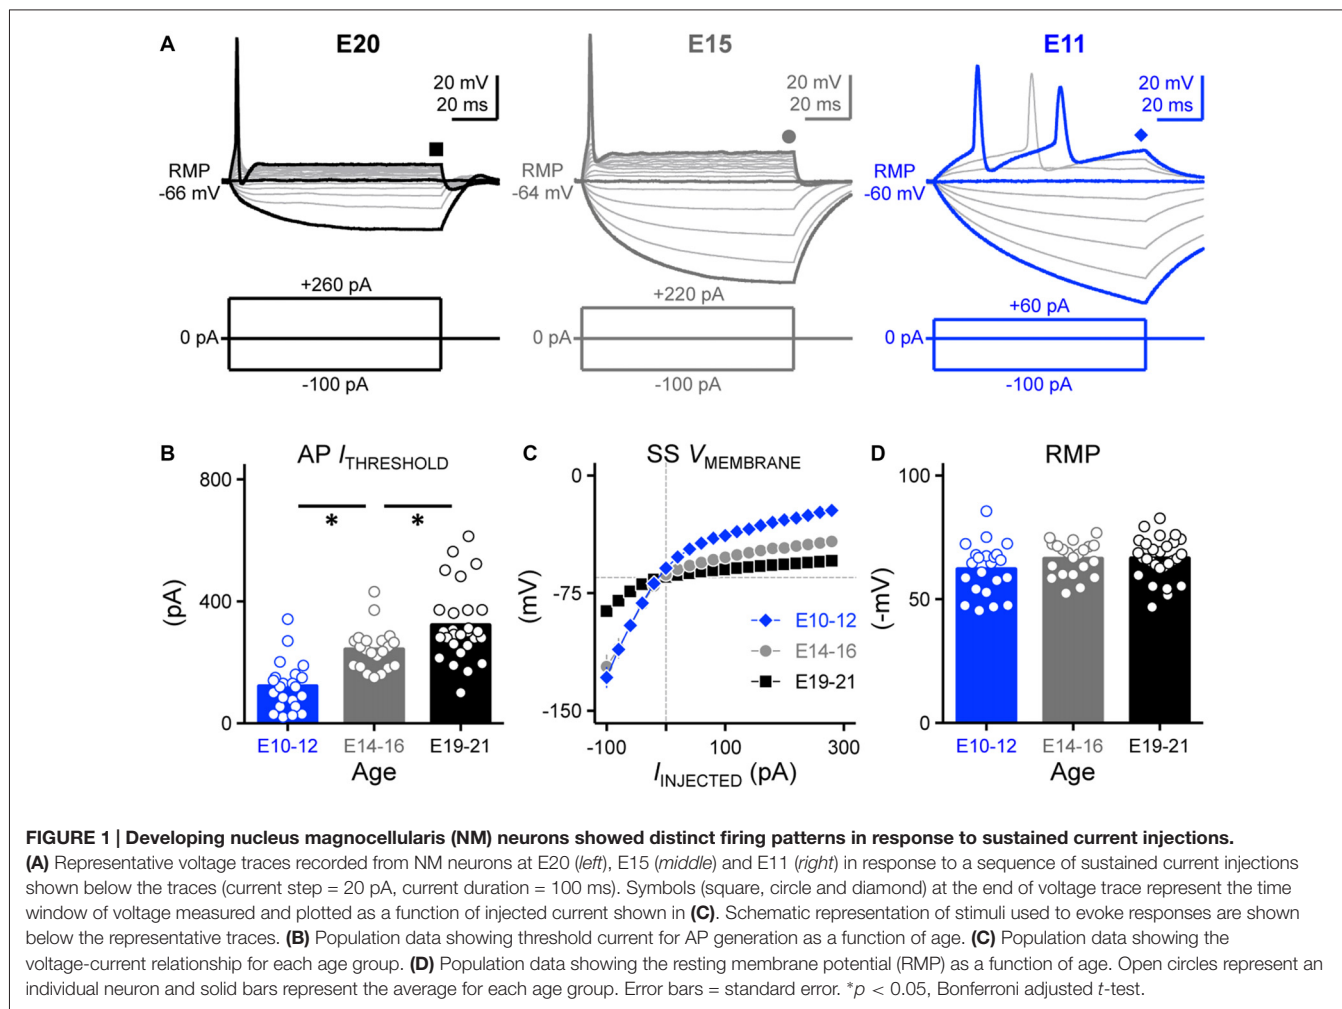 A
E20
E15
E11
20 mV
20 ms
20 mV
20 ms
20 mV
20 ms
RMP
-66 mV
RMP
-64 mV
RMP
-60 mV
+260 pA
0 pA
-100 pA
+220 pA
0 pA
-100 pA
+60 pA
0 pA
-100 pA
B
AP I THRESHOLD
(pA)
800
400
0
*
*
E10-12
E14-16
E19-21
Age
C
SS V MEMBRANE
(mV)
0
-75
-150
E10-12
E14-16
E19-21
-100
100
300
I INJECTED (pA)
D
RMP
(-mV)
100
50
0
E10-12
E14-16
E19-21
Age
FIGURE 1 | Developing nucleus magnocellularis (NM) neurons showed distinct firing patterns in response to sustained current injections.
(A) Representative voltage traces recorded from NM neurons at E20 (left), E15 (middle) and E11 (right) in response to a sequence of sustained current injections
shown below the traces (current step = 20 pA, current duration = 100 ms). Symbols (square, circle and diamond) at the end of voltage trace represent the time
window of voltage measured and plotted as a function of injected current shown in (C). Schematic representation of stimuli used to evoke responses are shown
below the representative traces. (B) Population data showing threshold current for AP generation as a function of age. (C) Population data showing the
voltage-current relationship for each age group. (D) Population data showing the resting membrane potential (RMP) as a function of age. Open circles represent an
individual neuron and solid bars represent the average for each age group. Error bars = standard error. *p < 0.05, Bonferroni adjusted t-test.